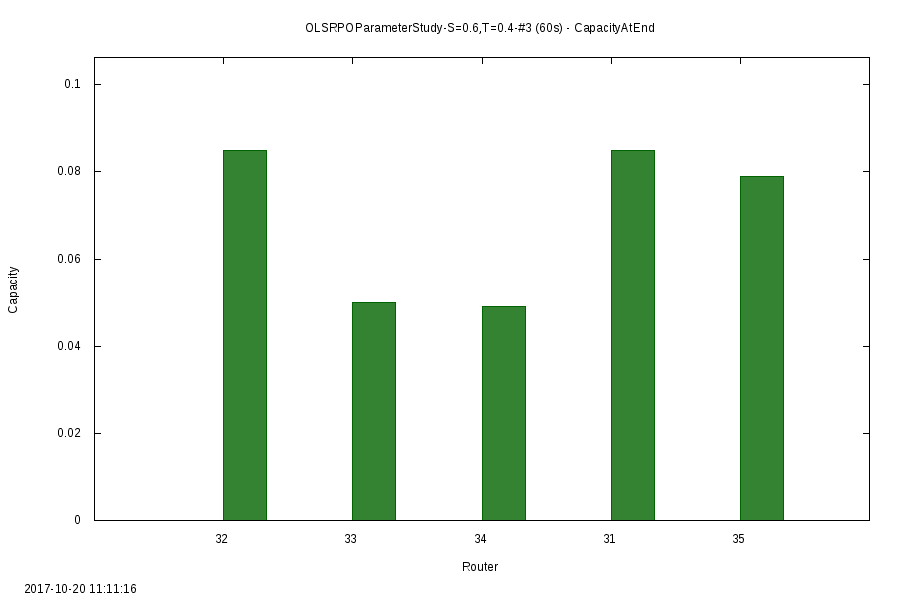 OLSRPOParameterStudy-S=0.6,T=0.4-#3 (60s) - CapacityAtEnd
0.1
0.08
0.06
0.04
0.02
0
Capacity
32 33 34 31 35
Router
2017-10-20 11:11:16